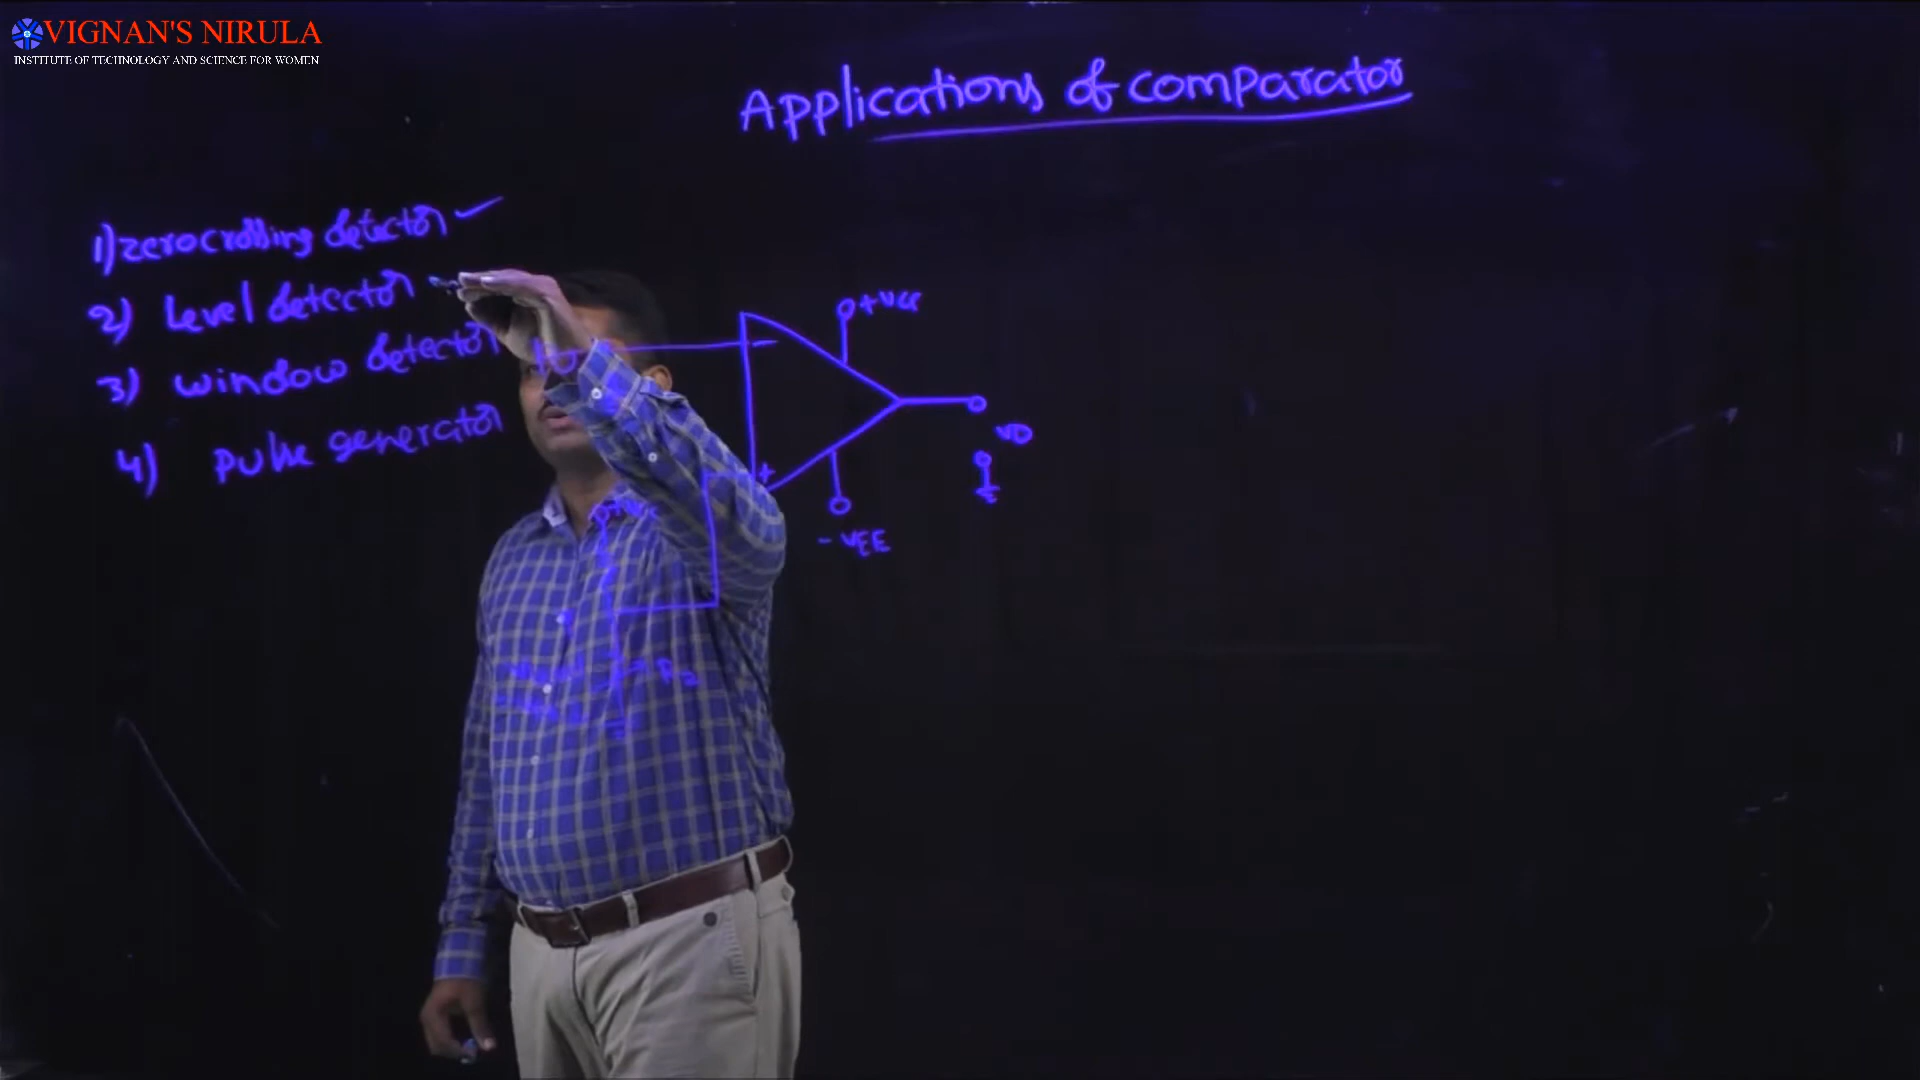 VIGNAN'S NIRULA
INSTITUTE OF TECHNOLOGY AND SCIENCE FOR WOMEN
Applications of comparator
1) zerocrossing detector
2) Level detector
3) window detector
4) pulse generator
+VCC
-
+
VO
-VEE
R2